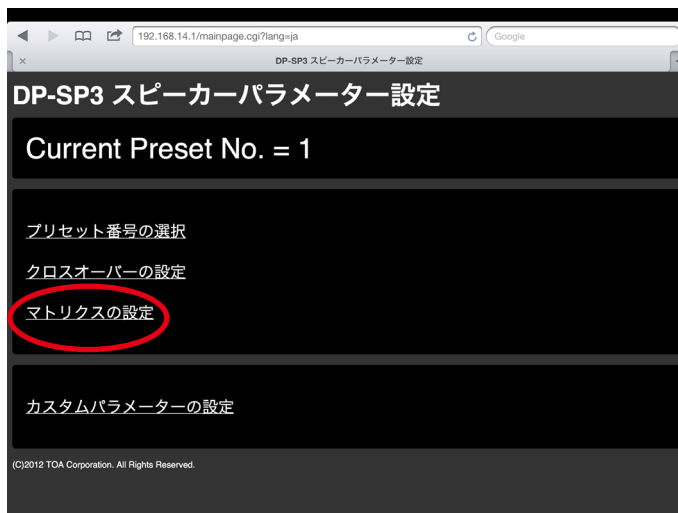 192.168.14.1/mainpage.cgi?lang=ja
Google
DP-SP3 スピーカーパラメーター設定
DP-SP3 スピーカーパラメーター設定
Current Preset No. = 1
プリセット番号の選択
クロスオーバーの設定
マトリクスの設定
カスタムパラメーターの設定
(C)2012 TOA Corporation. All Rights Reserved.